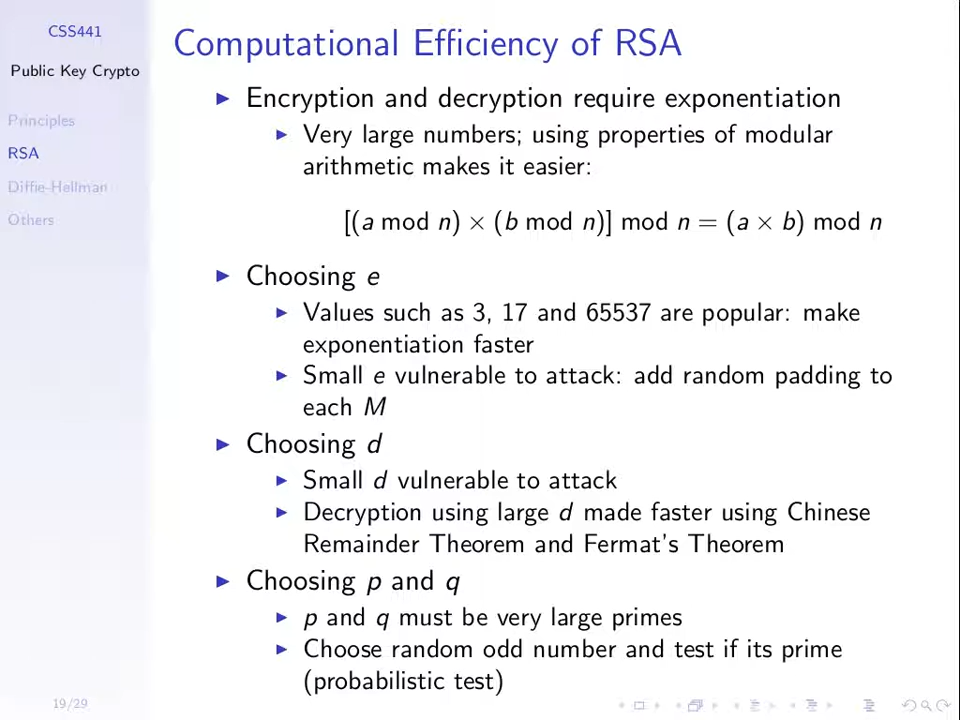 CSS441
Public Key Crypto
Principles
RSA
Diffie-Hellman
Others
Computational Efficiency of RSA
Encryption and decryption require exponentiation
Very large numbers; using properties of modular
arithmetic makes it easier:
[(a mod n) × (b mod n)] mod n = (a × b) mod n
Choosing e
Values such as 3, 17 and 65537 are popular: make
exponentiation faster
Small e vulnerable to attack: add random padding to
each M
Choosing d
Small d vulnerable to attack
Decryption using large d made faster using Chinese
Remainder Theorem and Fermat's Theorem
Choosing p and q
p and q must be very large primes
Choose random odd number and test if its prime
(probabilistic test)
19/29